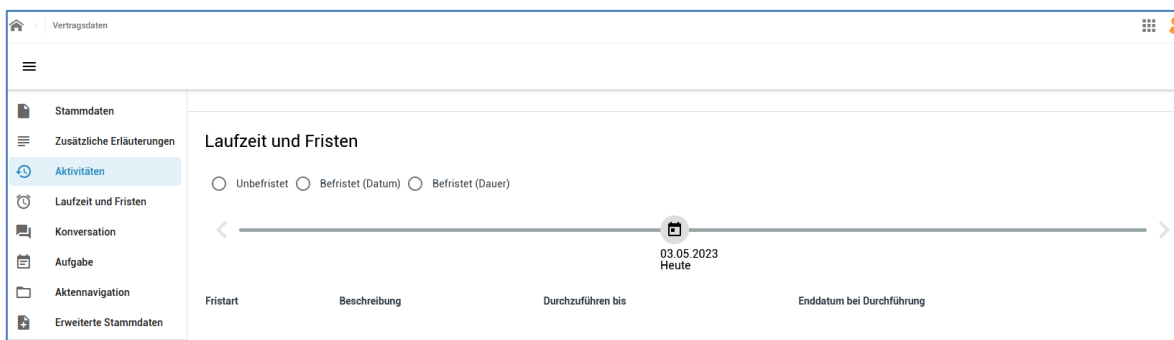 Vertragsdaten
Stammdaten
Zusätzliche Erläuterungen
Aktivitäten
Laufzeit und Fristen
Konversation
Aufgabe
Aktennavigation
Erweiterte Stammdaten
Laufzeit und Fristen
Unbefristet Befristet (Datum) Befristet (Dauer)
03.05.2023
Heute
Fristart Beschreibung Durchzuführen bis Enddatum bei Durchführung